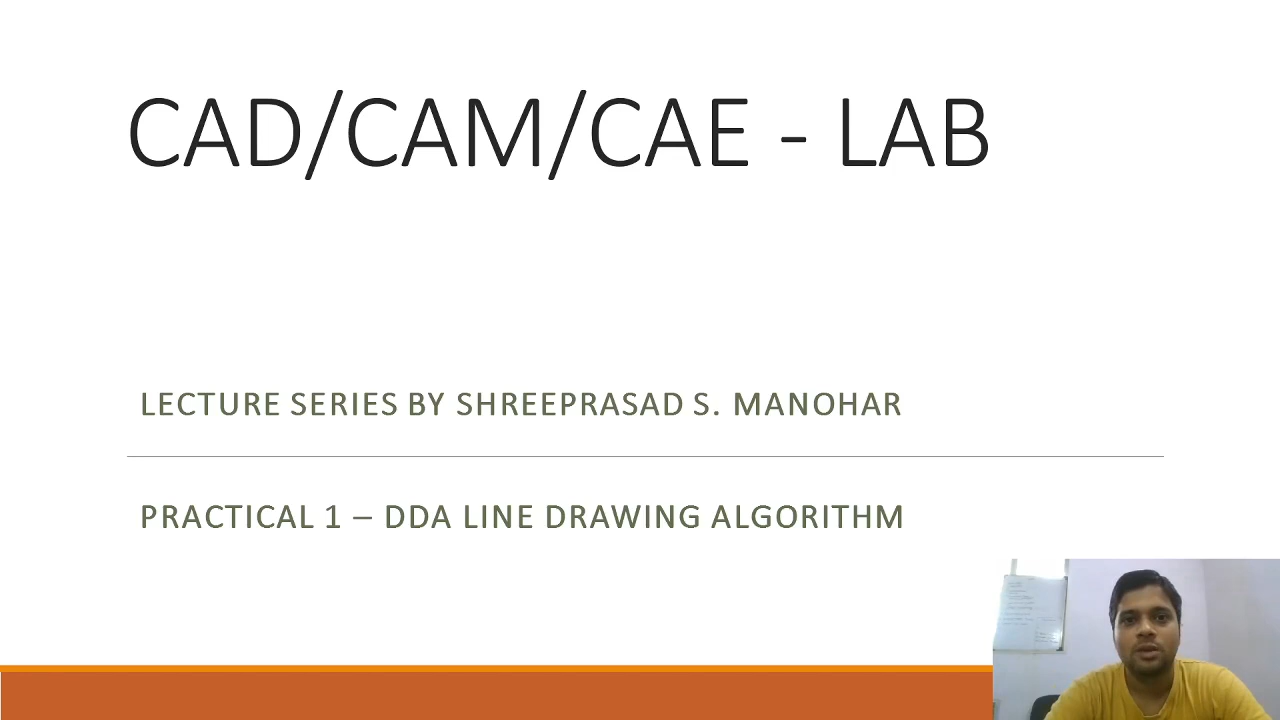 CAD/CAM/CAE - LAB
LECTURE SERIES BY SHREEPRASAD S. MANOHAR
PRACTICAL 1 – DDA LINE DRAWING ALGORITHM